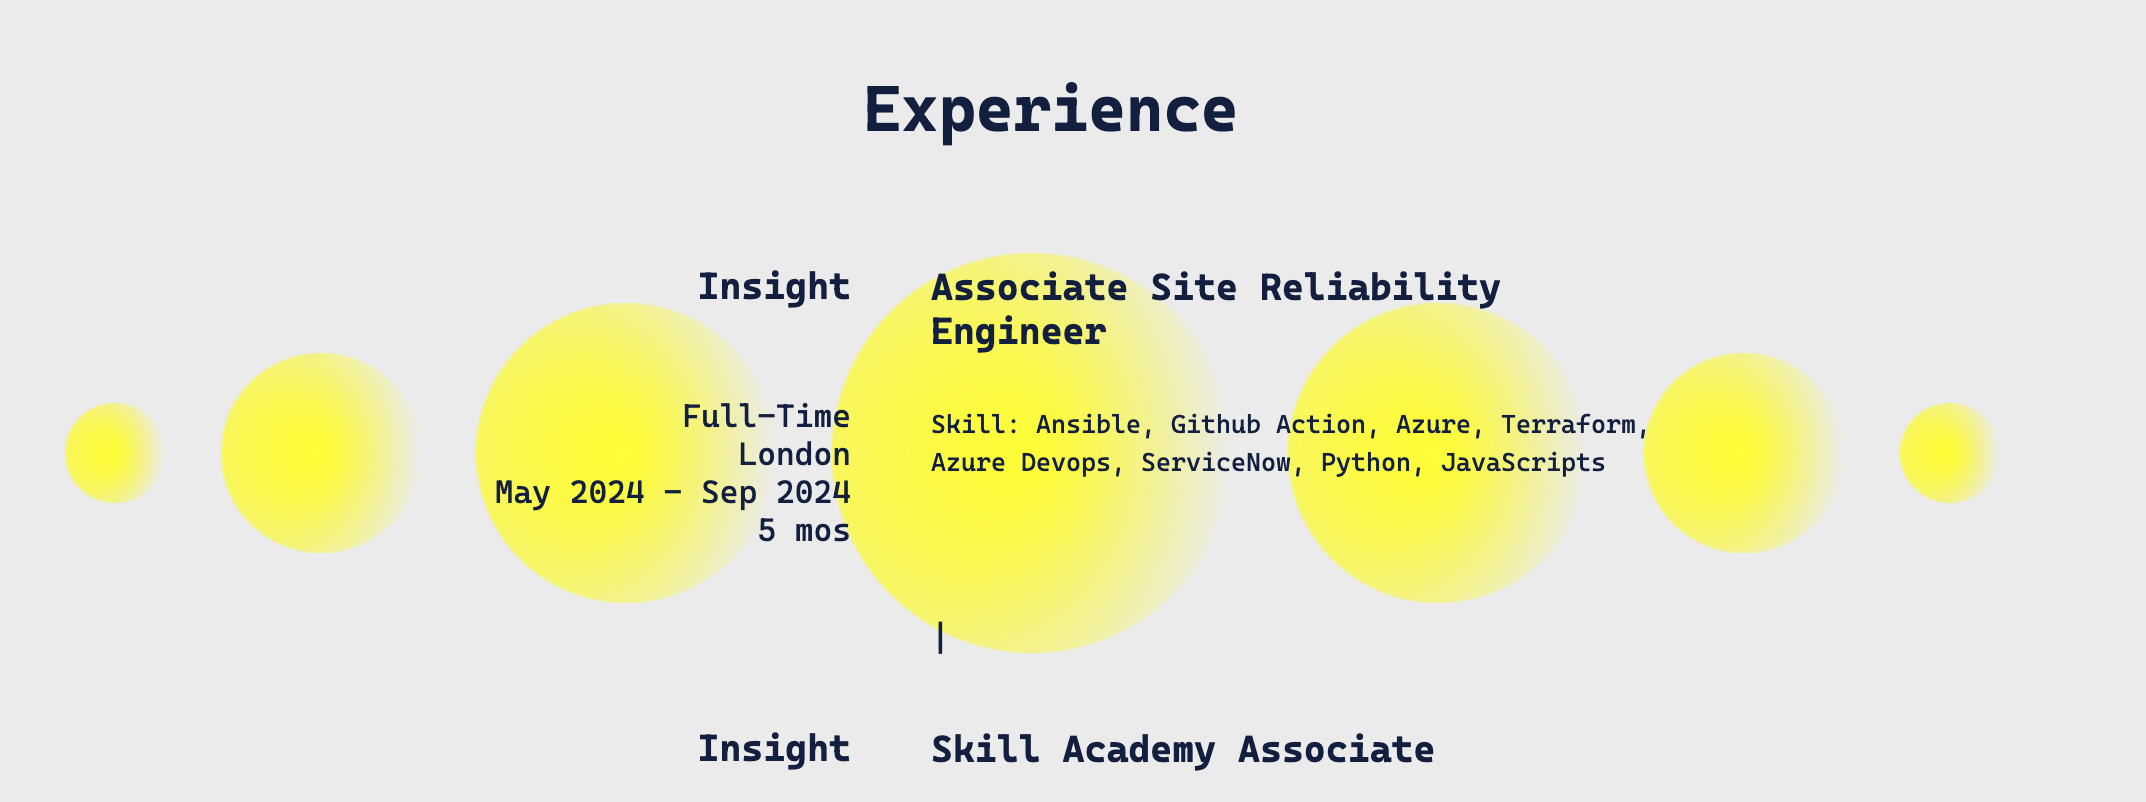 Experience
Insight
Associate Site Reliability
Engineer
Full-Time
London
May 2024 - Sep 2024
5 mos
Skill: Ansible, Github Action, Azure, Terraform,
Azure Devops, ServiceNow, Python, JavaScripts
|
Insight
Skill Academy Associate